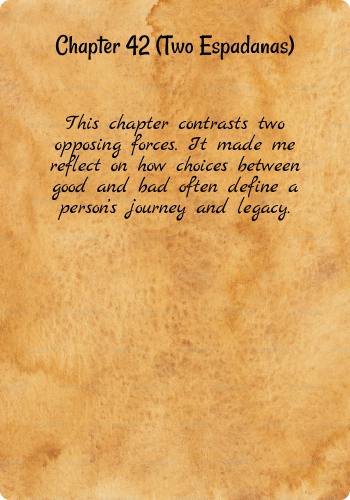 Chapter 42 (Two Espadanas)
This chapter contrasts two
opposing forces. It made me
reflect on how choices between
good and bad often define a
person's journey and legacy.